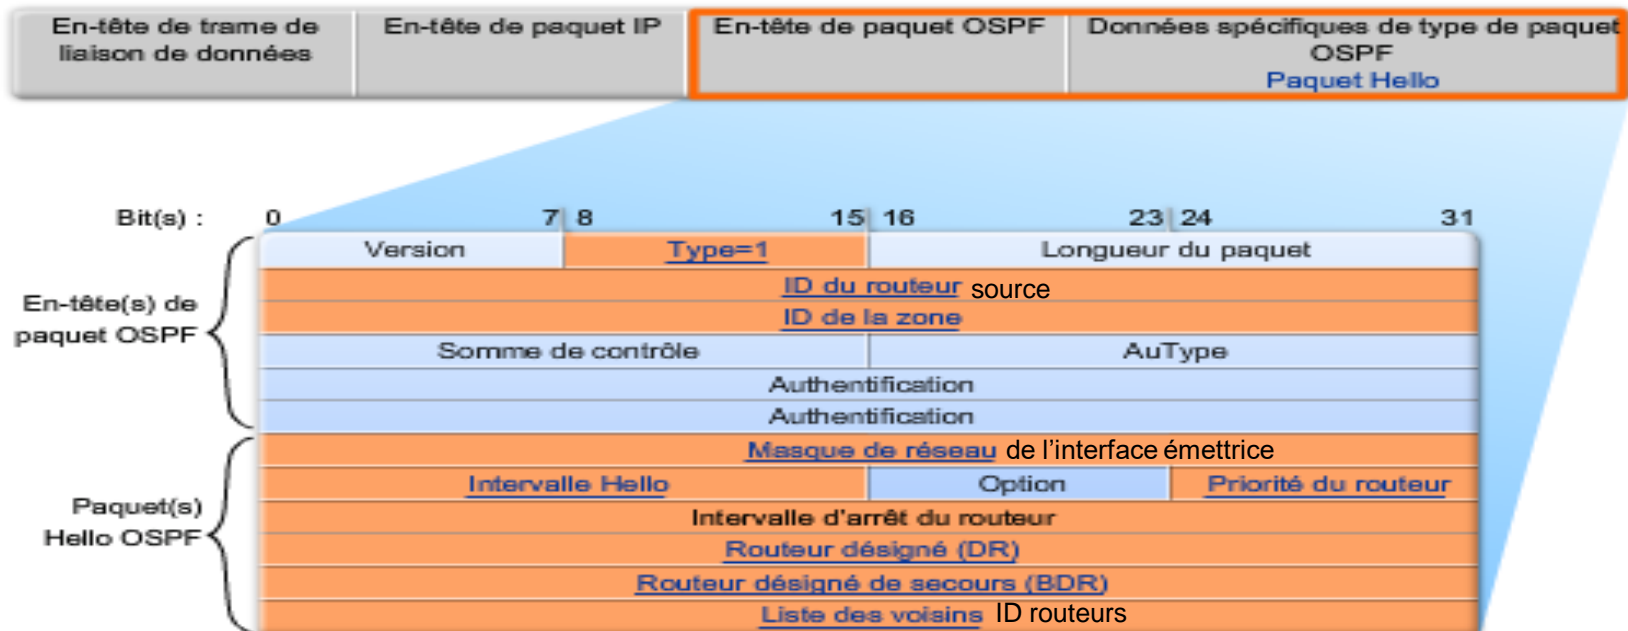 En-tête de trame de liaison de données
En-tête de paquet IP
En-tête de paquet OSPF
Données spécifiques de type de paquet OSPF
Paquet Hello
Bit(s) : 0 7 8 15 16 23 24 31
En-tête(s) de paquet OSPF
Version Type=1 Longueur du paquet
ID du routeur source
ID de la zone
Somme de contrôle AuType
Authentification
Authentification
Paquet(s) Hello OSPF
Masque de réseau de l'interface émettrice
Intervalle Hello Option Priorité du routeur
Intervalle d'arrêt du routeur
Routeur désigné (DR)
Routeur désigné de secours (BDR)
Liste des voisins ID routeurs